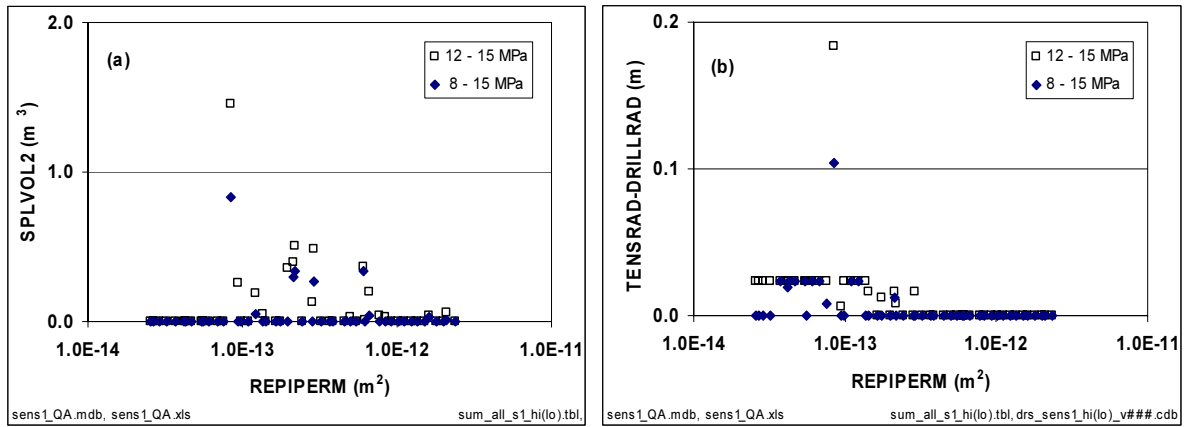 (a)
12 - 15 MPa
8 - 15 MPa
SPLVOL2 (m 3)
2.0
1.0
0.0
1.0E-14 1.0E-13 1.0E-12 1.0E-11
REPIPERM (m2)
sens1_QA.mdb, sens1_QA.xls sum_all_s1_hi(lo).tbl,
(b)
12 - 15 MPa
8 - 15 MPa
TENSRAD-DRILLRAD (m)
0.2
0.1
0.0
1.0E-14 1.0E-13 1.0E-12 1.0E-11
REPIPERM (m2)
sens1_QA.mdb, sens1_QA.xls sum_all_s1_hi(lo).tbl, drs_sens1_hi(lo)_v###.cdb